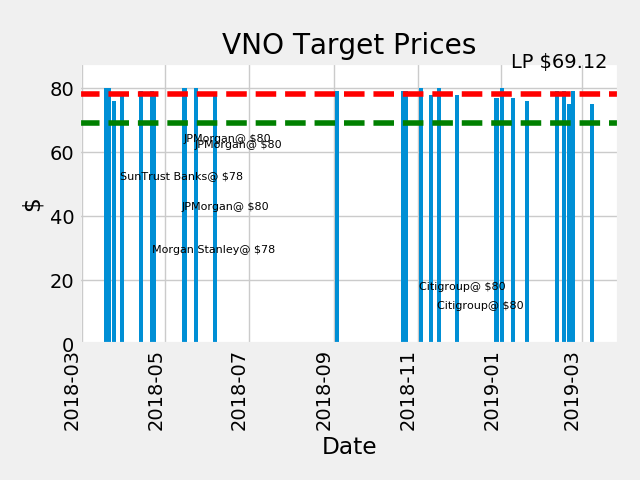 VNO Target Prices
LP $69.12
80
60
40
20
0
$
JPMorgan@ $80
JPMorgan@ $80
SunTrust Banks@ $78
JPMorgan@ $80
Morgan Stanley@ $78
Citigroup@ $80
Citigroup@ $80
2018-03
2018-05
2018-07
2018-09
2018-11
2019-01
2019-03
Date